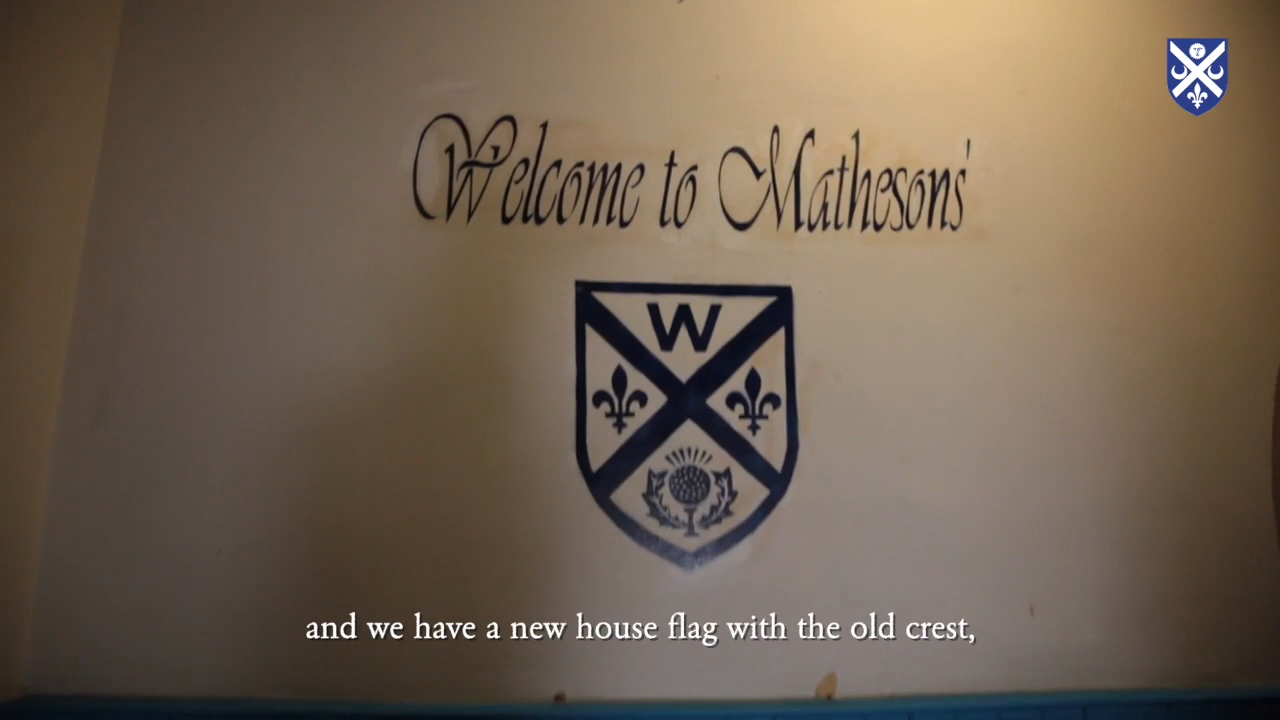 Welcome to Mathesons'
W
and we have a new house flag with the old crest,